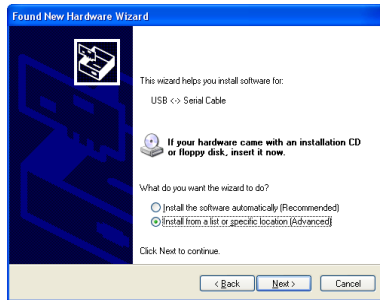 Found New Hardware Wizard
This wizard helps you install software for:
USB <-> Serial Cable
If your hardware came with an installation CD
or floppy disk, insert it now.
What do you want the wizard to do?
Install the software automatically (Recommended)
Install from a list or specific location (Advanced)
Click Next to continue.
< Back Next > Cancel